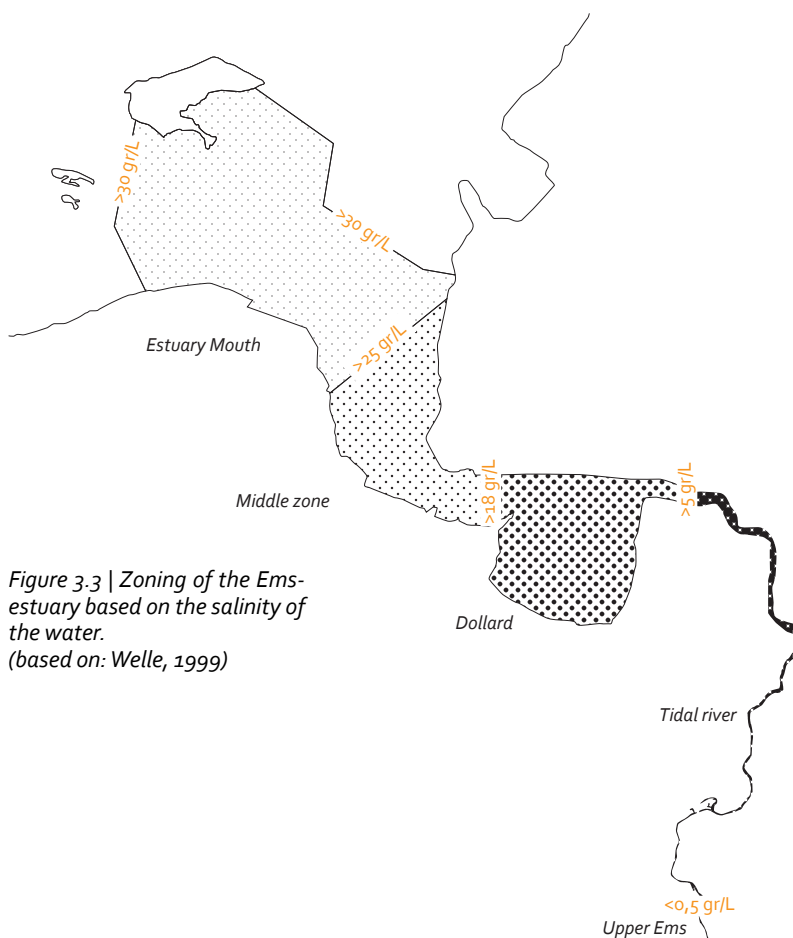 >30 gr/L
>30 gr/L
Estuary Mouth
>25 gr/L
Middle zone
>18 gr/L
>5 gr/L
Figure 3.3 | Zoning of the Ems-
estuary based on the salinity of
the water.
(based on: Welle, 1999)
Dollard
Tidal river
<0,5 gr/L
Upper Ems